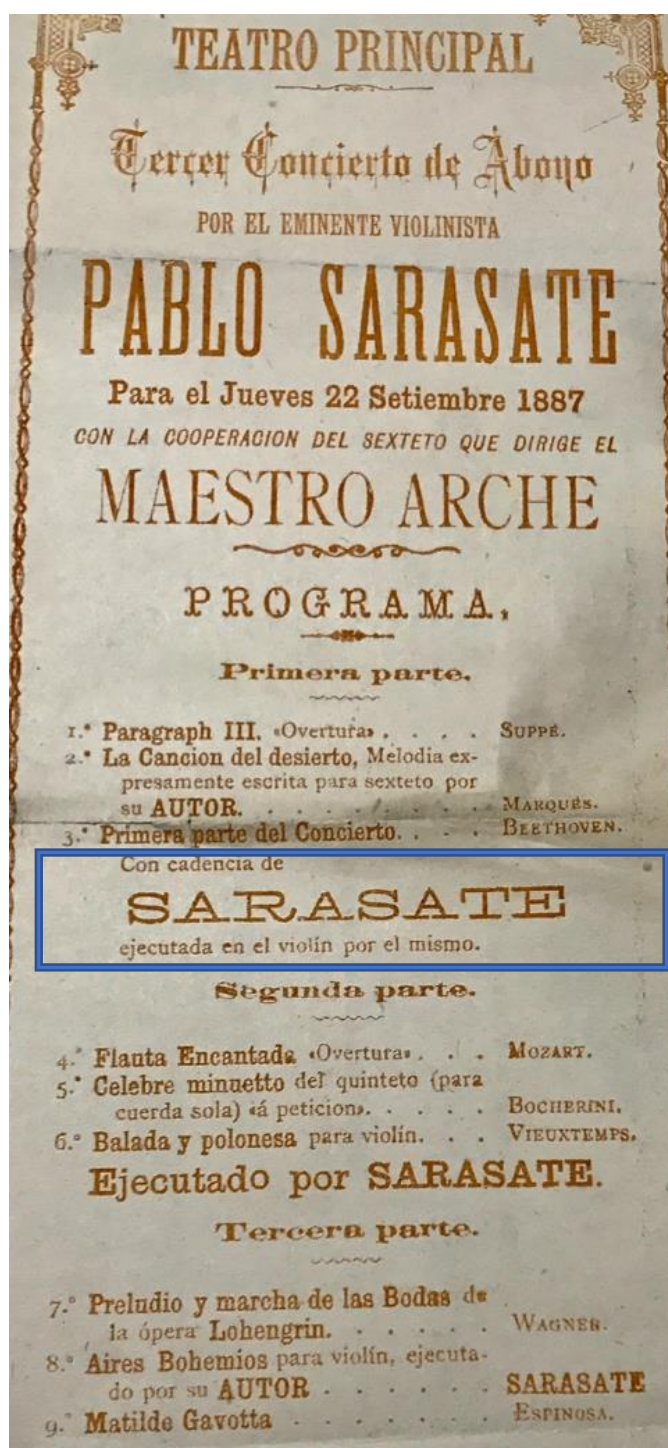 TEATRO PRINCIPAL
Tercer Concierto de Abono
POR EL EMINENTE VIOLINISTA
PABLO SARASATE
Para el Jueves 22 Setiembre 1887
CON LA COOPERACION DEL SEXTETO QUE DIRIGE EL
MAESTRO ARCHE
PROGRAMA.
Primera parte.
1.ª Paragraph III. «Overtura» . . . . SUPPÉ.
2.ª La Cancion del desierto, Melodia ex-
presamente escrita para sexteto por
su AUTOR. . . . . . . . . MARQUÉS.
3.ª Primera parte del Concierto. . . . BEETHOVEN.
Con cadencia de
SARASATE
ejecutada en el violín por el mismo.
Segunda parte.
4.ª Flauta Encantada «Overtura». . . . MOZART.
5.ª Celebre minuetto del quinteto (para
cuerda sola) «á peticion». . . . . BOCHERINI.
6.ª Balada y polonesa para violín. . . VIEUXTEMPS.
Ejecutado por SARASATE.
Tercera parte.
7.ª Preludio y marcha de las Bodas de
la ópera Lohengrin. . . . . . WAGNER.
8.ª Aires Bohemios para violín, ejecuta-
do por su AUTOR . . . . . . SARASATE
9.ª Matilde Gavotta . . . . . . . ESPINOSA.